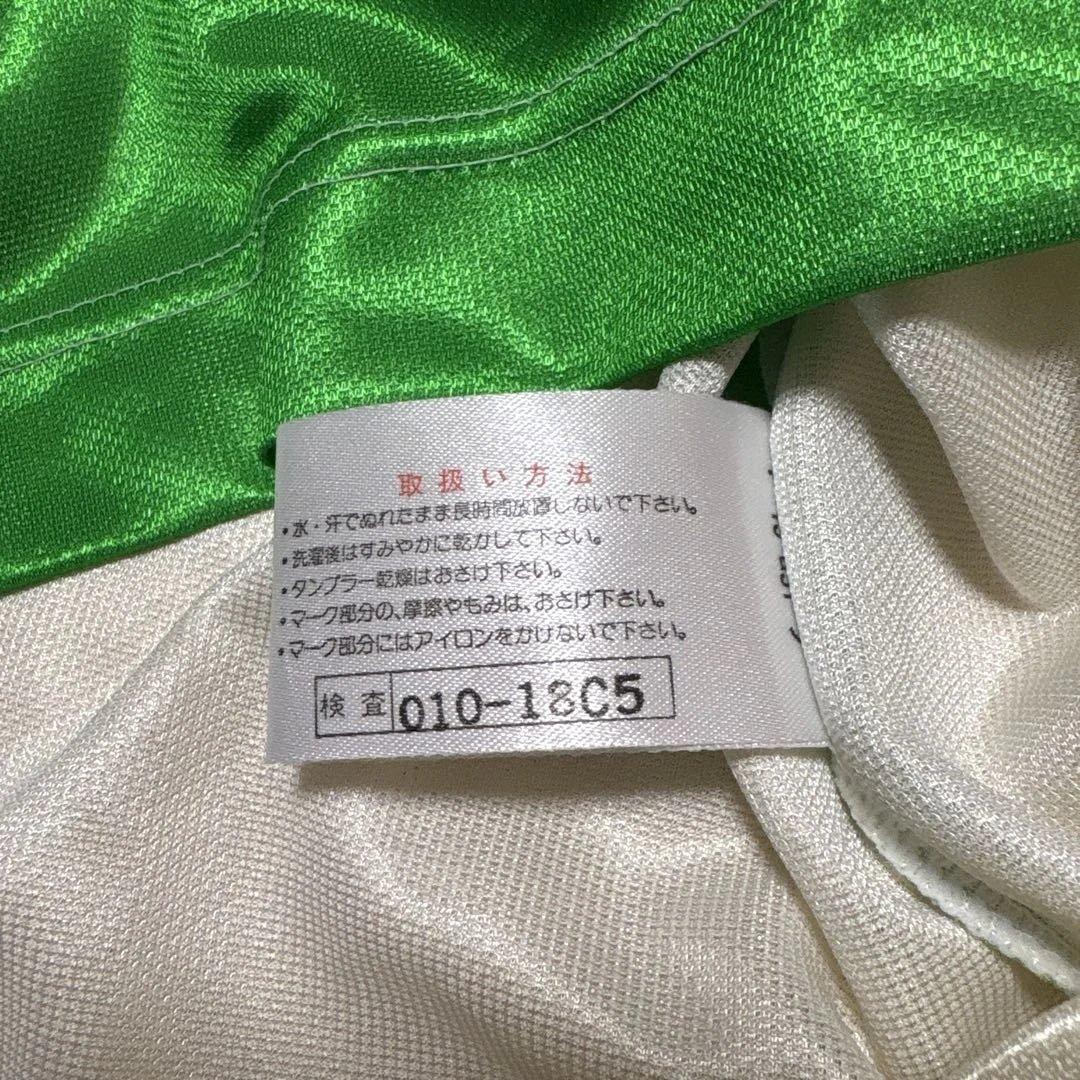 取扱い方法
・水・汗でぬれたまま長時間放置しないで下さい。
・洗濯後はすみやかに乾かして下さい。
・タンブラー乾燥はおさけ下さい。
・マーク部分の、摩擦やもみは、おさけ下さい。
・マーク部分にはアイロンをかけないで下さい。
検査 010-18C5